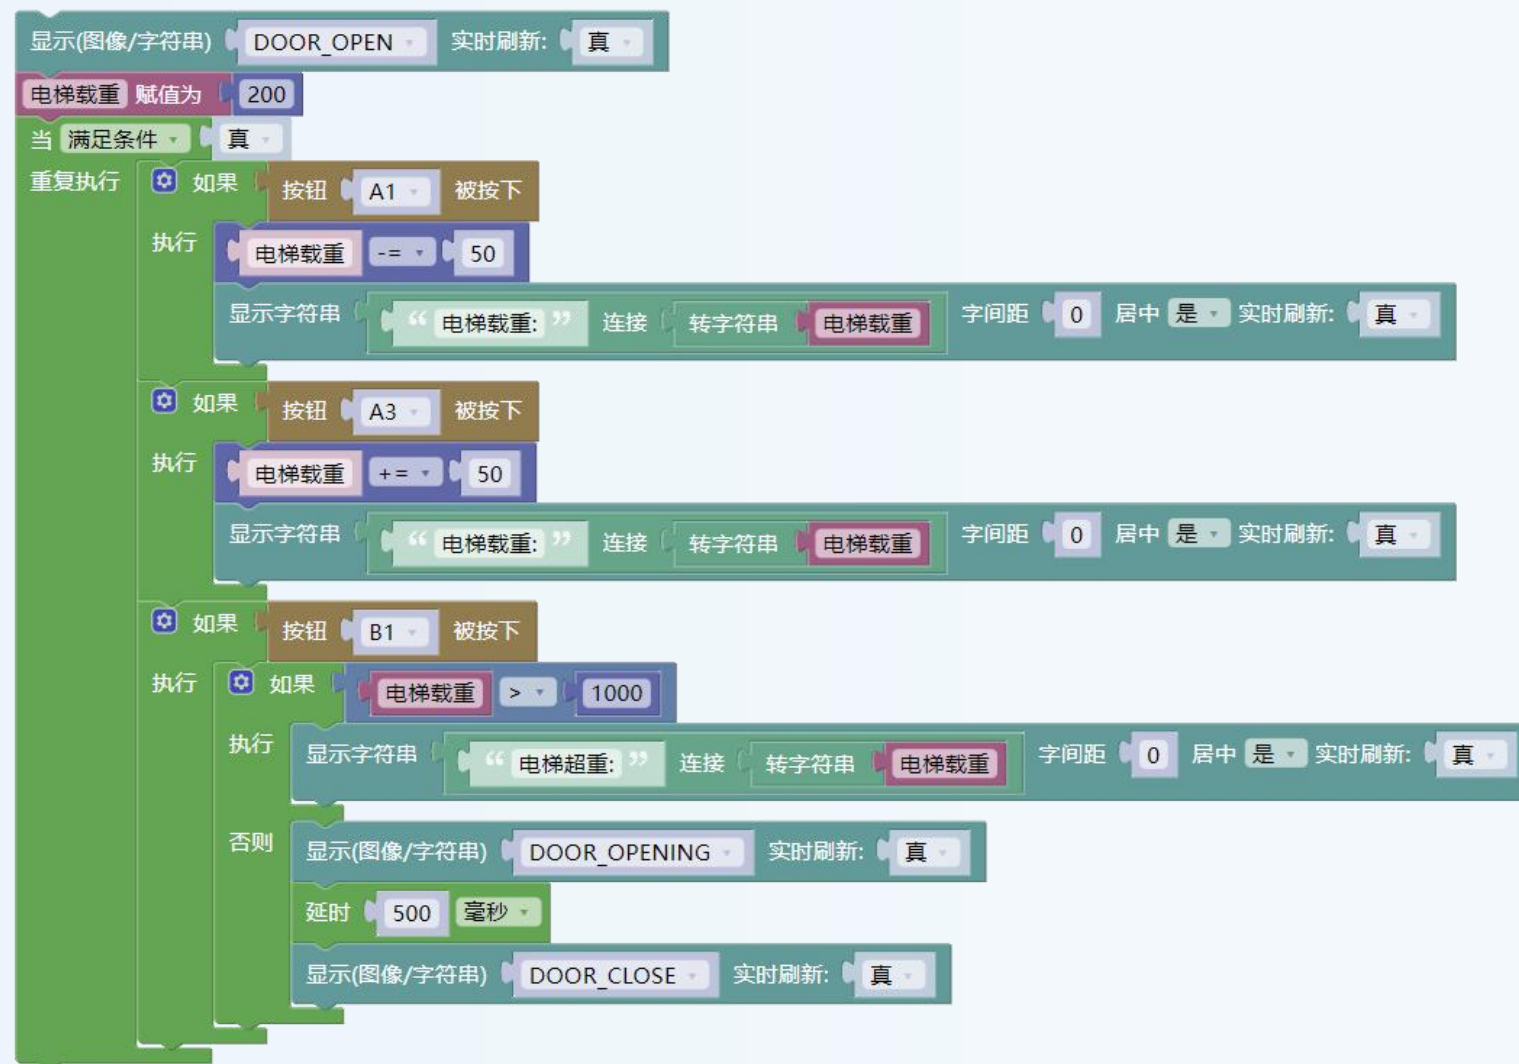 显示(图像/字符串) DOOR_OPEN 实时刷新: 真
电梯载重 赋值为 200
当 满足条件 真
重复执行 如果 按钮 A1 被按下
执行 电梯载重 -= 50
显示字符串 “ 电梯载重: ” 连接 转字符串 电梯载重 字间距 0 居中 是 实时刷新: 真
如果 按钮 A3 被按下
执行 电梯载重 += 50
显示字符串 “ 电梯载重: ” 连接 转字符串 电梯载重 字间距 0 居中 是 实时刷新: 真
如果 按钮 B1 被按下
执行 如果 电梯载重 > 1000
执行 显示字符串 “ 电梯超重: ” 连接 转字符串 电梯载重 字间距 0 居中 是 实时刷新: 真
否则 显示(图像/字符串) DOOR_OPENING 实时刷新: 真
延时 500 毫秒
显示(图像/字符串) DOOR_CLOSE 实时刷新: 真